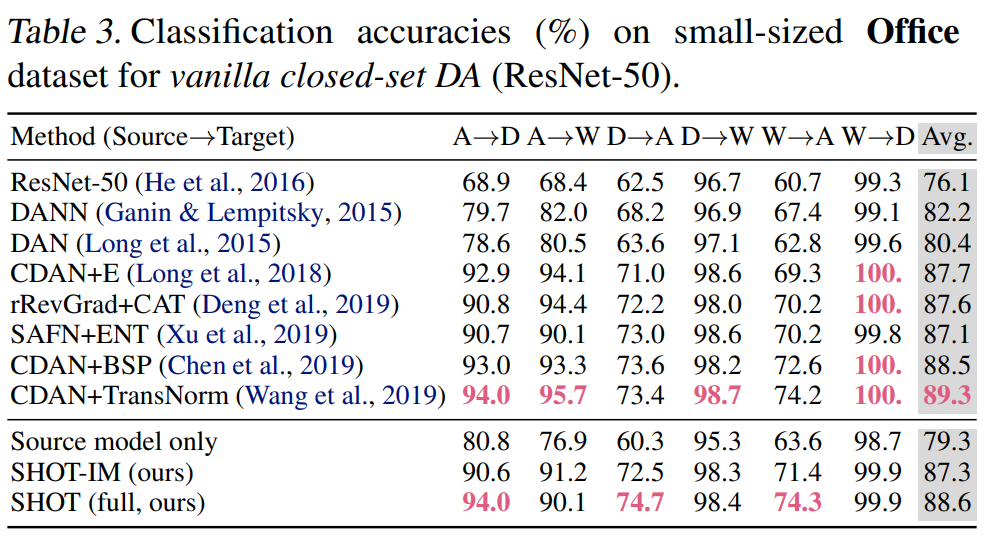 Table 3. Classification accuracies (%) on small-sized Office
dataset for vanilla closed-set DA (ResNet-50).
Method (Source→Target) A→D A→W D→A D→W W→A W→D Avg.
ResNet-50 (He et al., 2016) 68.9 68.4 62.5 96.7 60.7 99.3 76.1
DANN (Ganin & Lempitsky, 2015) 79.7 82.0 68.2 96.9 67.4 99.1 82.2
DAN (Long et al., 2015) 78.6 80.5 63.6 97.1 62.8 99.6 80.4
CDAN+E (Long et al., 2018) 92.9 94.1 71.0 98.6 69.3 100. 87.7
rRevGrad+CAT (Deng et al., 2019) 90.8 94.4 72.2 98.0 70.2 100. 87.6
SAFN+ENT (Xu et al., 2019) 90.7 90.1 73.0 98.6 70.2 99.8 87.1
CDAN+BSP (Chen et al., 2019) 93.0 93.3 73.6 98.2 72.6 100. 88.5
CDAN+TransNorm (Wang et al., 2019) 94.0 95.7 73.4 98.7 74.2 100. 89.3
Source model only 80.8 76.9 60.3 95.3 63.6 98.7 79.3
SHOT-IM (ours) 90.6 91.2 72.5 98.3 71.4 99.9 87.3
SHOT (full, ours) 94.0 90.1 74.7 98.4 74.3 99.9 88.6